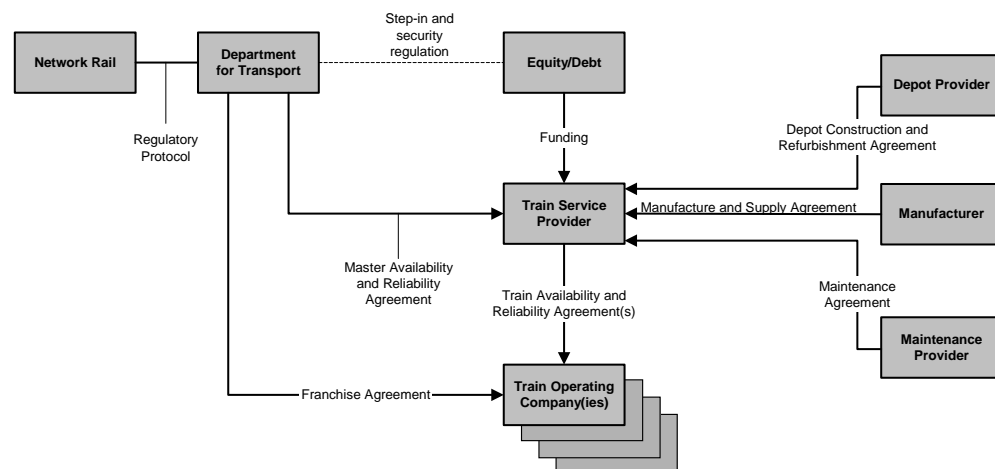 Step-in and
security
regulation
Network Rail
Department
for Transport
Equity/Debt
Depot Provider
Regulatory
Protocol
Funding
Depot Construction and
Refurbishment Agreement
Train Service
Provider
Manufacture and Supply Agreement
Manufacturer
Master Availability
and Reliability
Agreement
Train Availability and
Reliability Agreement(s)
Maintenance
Agreement
Maintenance
Provider
Franchise Agreement
Train Operating
Company(ies)